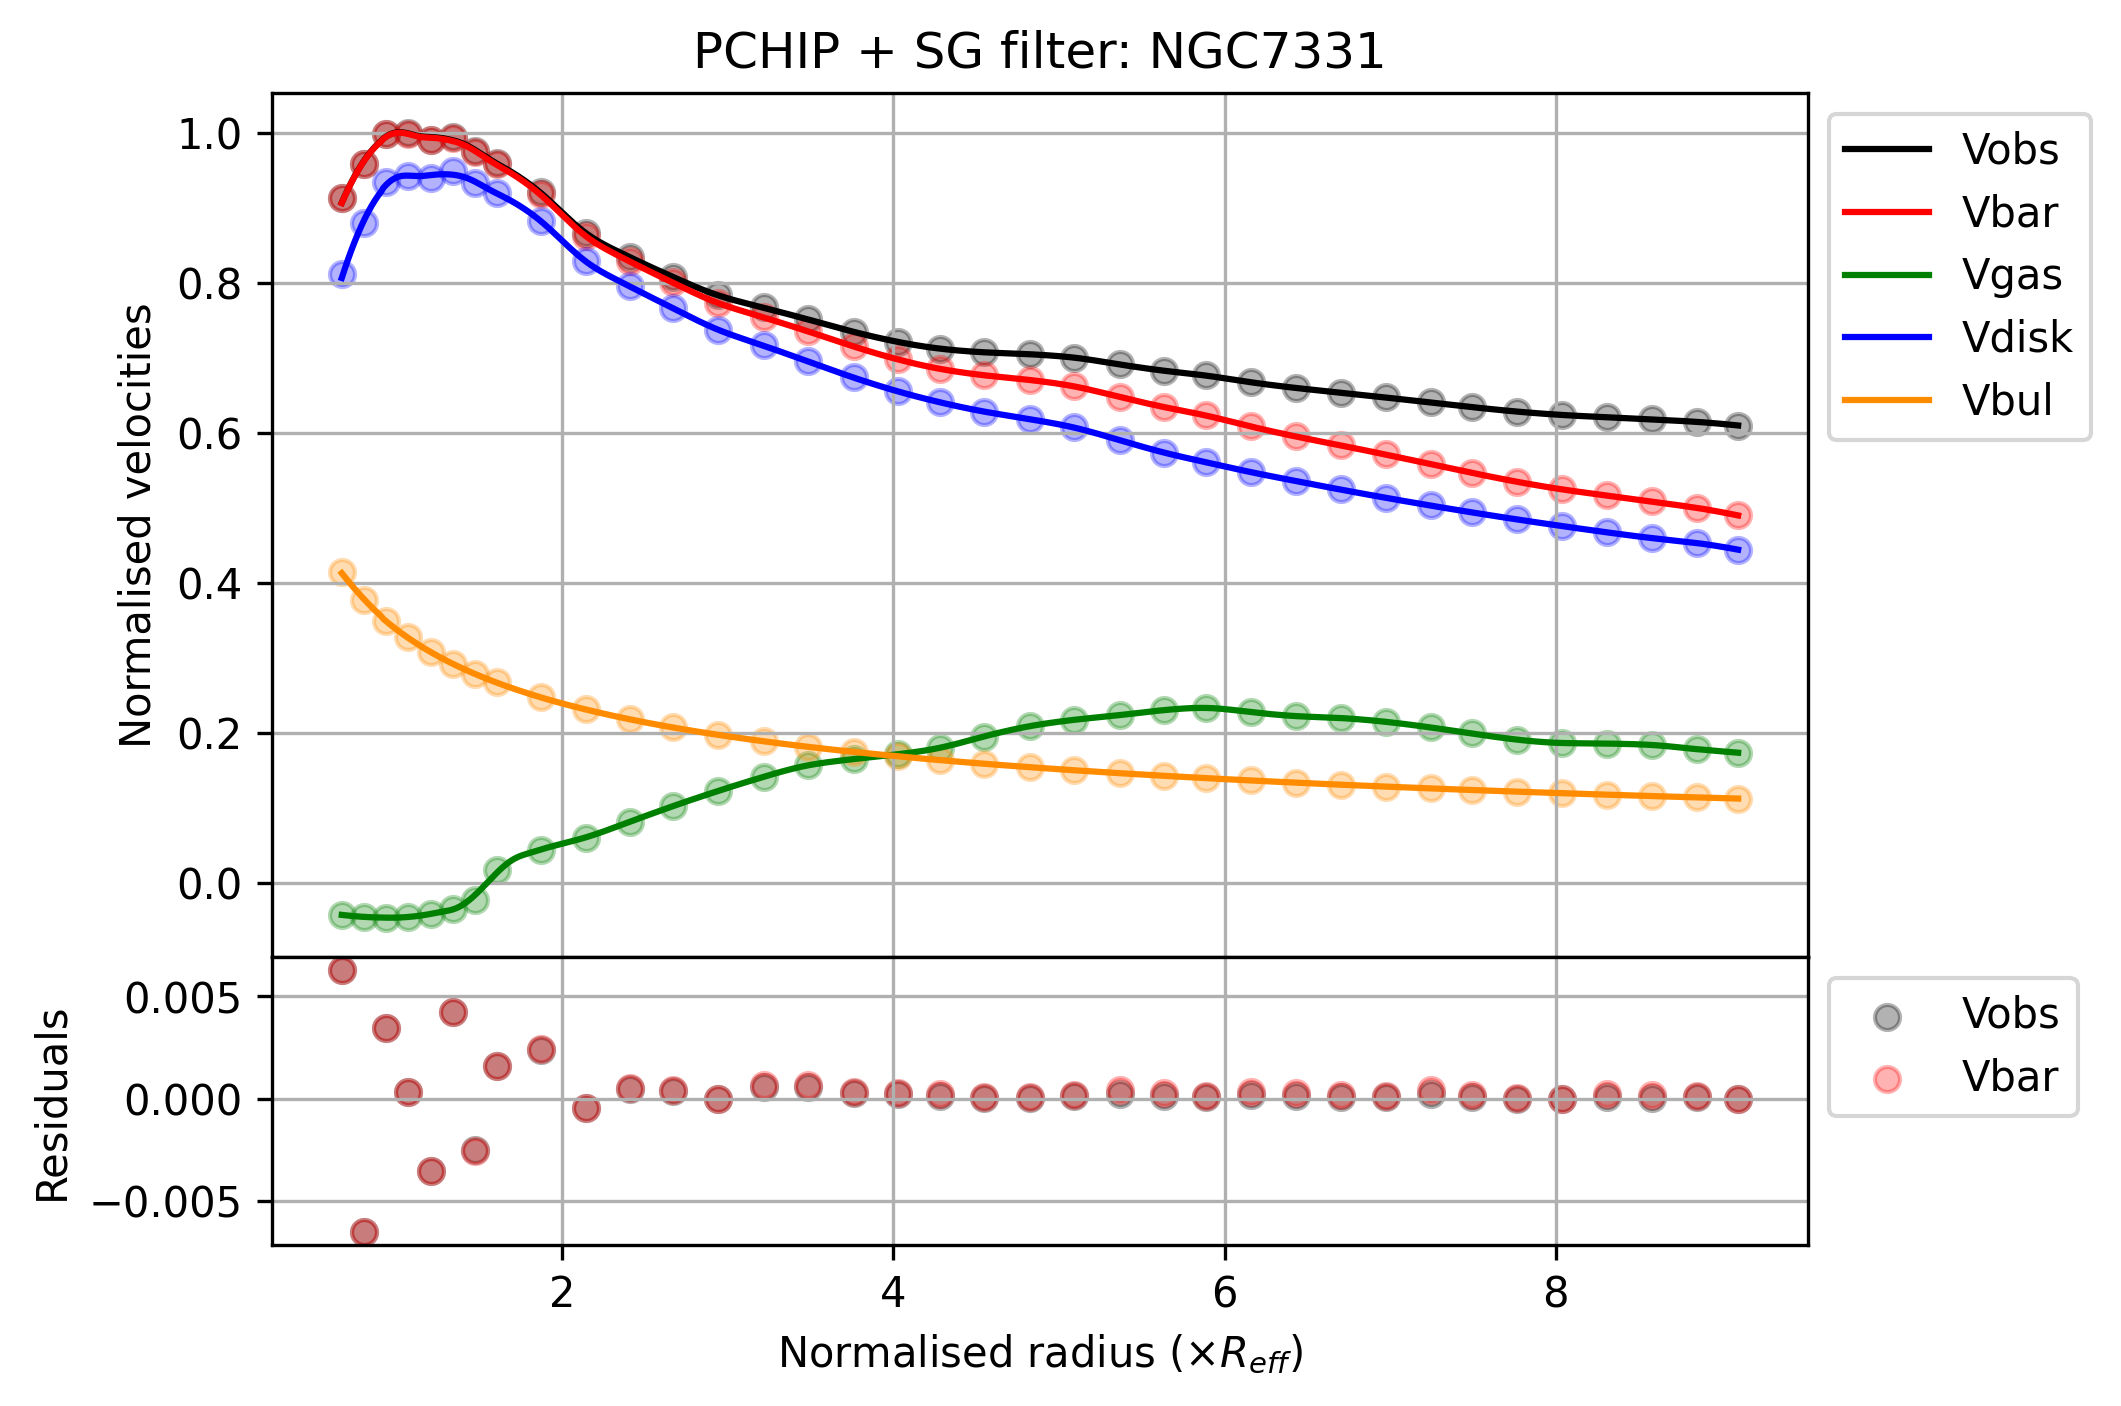 PCHIP + SG filter: NGC7331
Normalised velocities
1.0
0.8
0.6
0.4
0.2
0.0
Vobs
Vbar
Vgas
Vdisk
Vbul
Residuals
0.005
0.000
−0.005
Vobs
Vbar
2 4 6 8
Normalised radius (×R_eff)